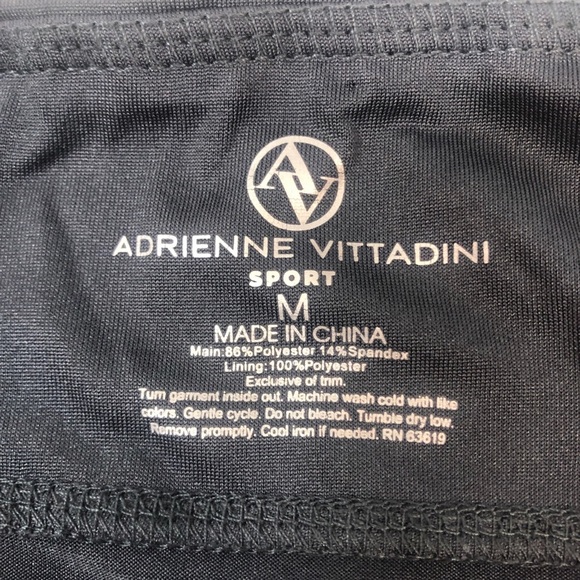 AV
ADRIENNE VITTADINI
SPORT
M
MADE IN CHINA
Main:86%Polyester 14%Spandex
Lining:100%Polyester
Exclusive of trim.
Turn garment inside out. Machine wash cold with like
colors. Gentle cycle. Do not bleach. Tumble dry low.
Remove promptly. Cool iron if needed. RN 63619